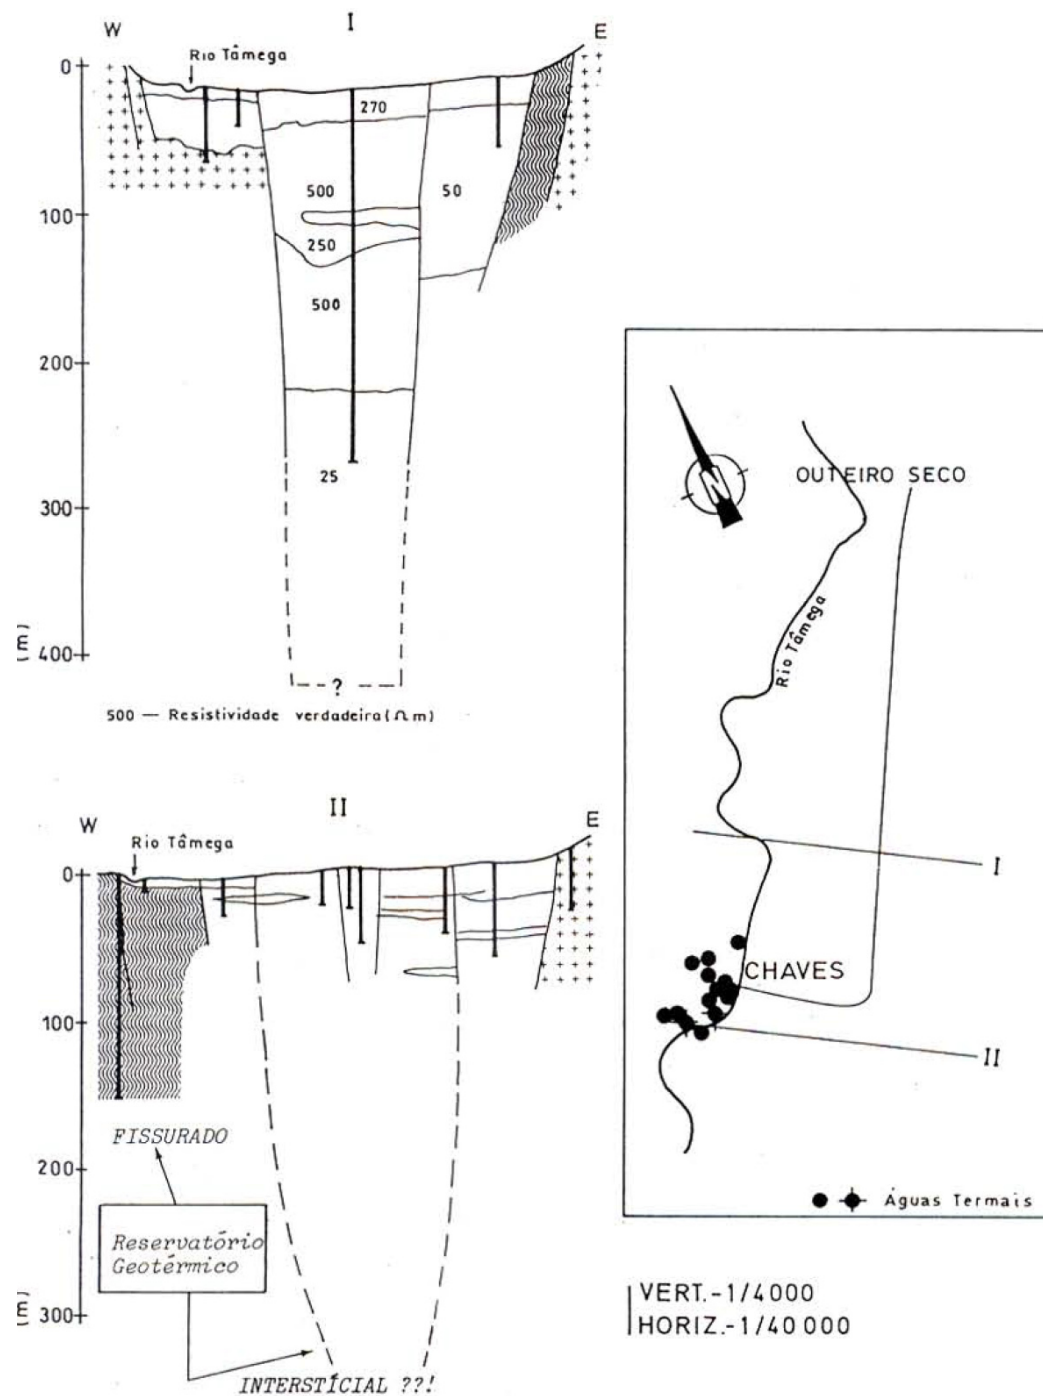 I
W
E
Rio Tâmega
0
100
200
300
400
(m)
270
500
50
250
500
25
?
500 — Resistividade verdadeira (Ω m)
II
W
E
Rio Tâmega
0
100
200
300
(m)
FISSURADO
Reservatório
Geotérmico
INTERSTÍCIAL ??!
OUTEIRO SECO
Rio Tâmega
I
CHAVES
II
Águas Termais
VERT.-1/4000
HORIZ.-1/40 000